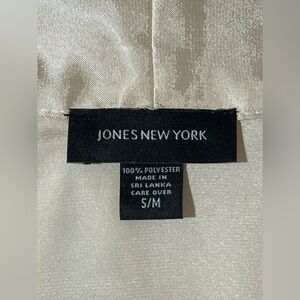 JONES NEW YORK
100% POLYESTER
MADE IN
SRI LANKA
CARE OVER
S/M